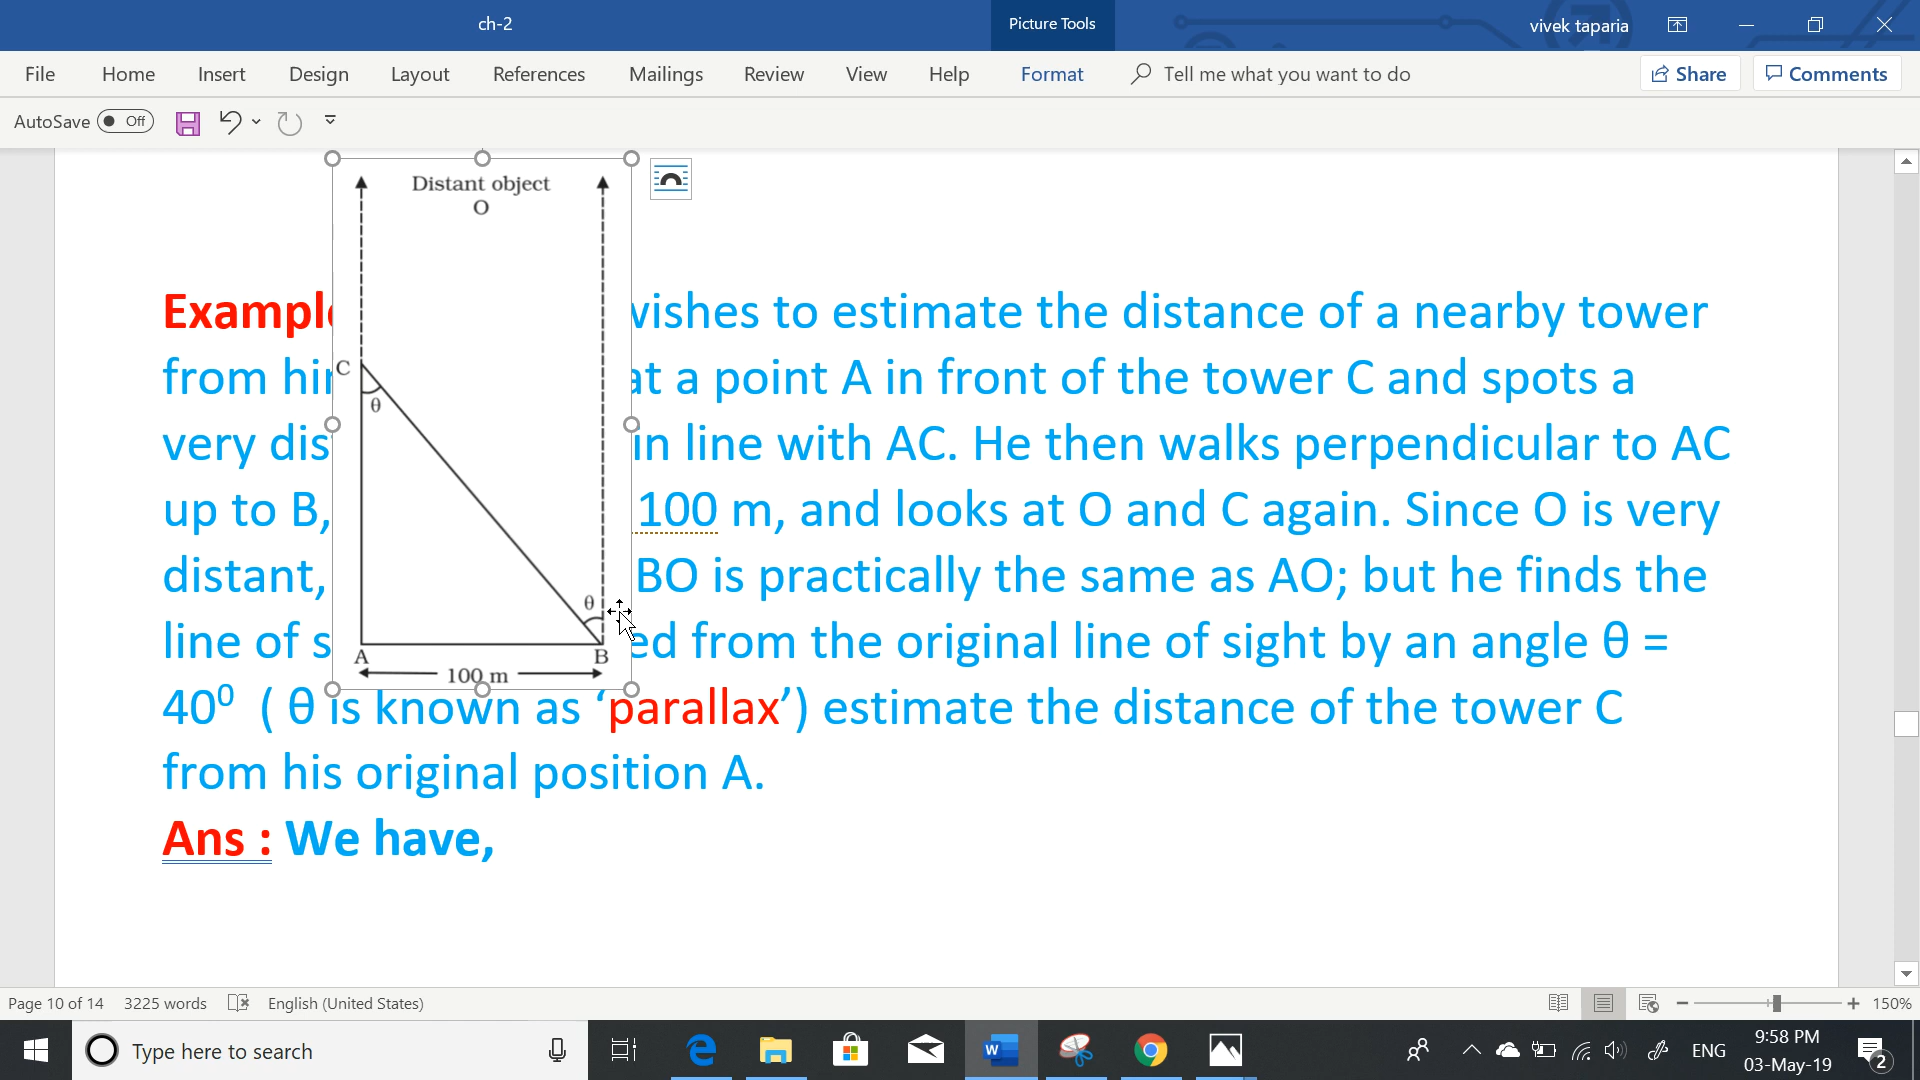 ch-2
Picture Tools
vivek taparia
File Home Insert Design Layout References Mailings Review View Help Format Tell me what you want to do Share Comments
AutoSave Off
Distant object
O
C
θ
θ
A B
100 m
Exampl wishes to estimate the distance of a nearby tower
from hi at a point A in front of the tower C and spots a
very dis in line with AC. He then walks perpendicular to AC
up to B, 100 m, and looks at O and C again. Since O is very
distant, BO is practically the same as AO; but he finds the
line of s ed from the original line of sight by an angle θ =
40⁰ ( θ is known as ‘parallax’) estimate the distance of the tower C
from his original position A.
Ans : We have,
Page 10 of 14 3225 words English (United States) 150%
Type here to search ENG 9:58 PM
03-May-19 2